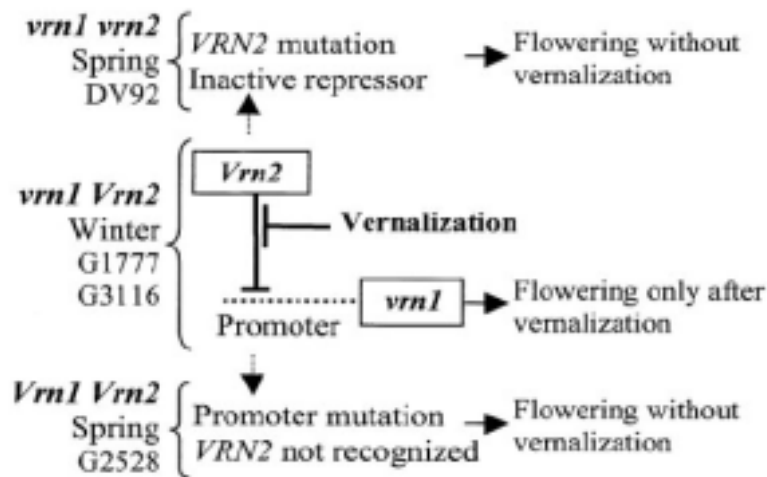 vrn1 vrn2
Spring
DV92
VRN2 mutation
Inactive repressor
Flowering without
vernalization
vrn1 Vrn2
Winter
G1777
G3116
Vrn2
Vernalization
Promoter
vrn1
Flowering only after
vernalization
Vrn1 Vrn2
Spring
G2528
Promoter mutation
VRN2 not recognized
Flowering without
vernalization